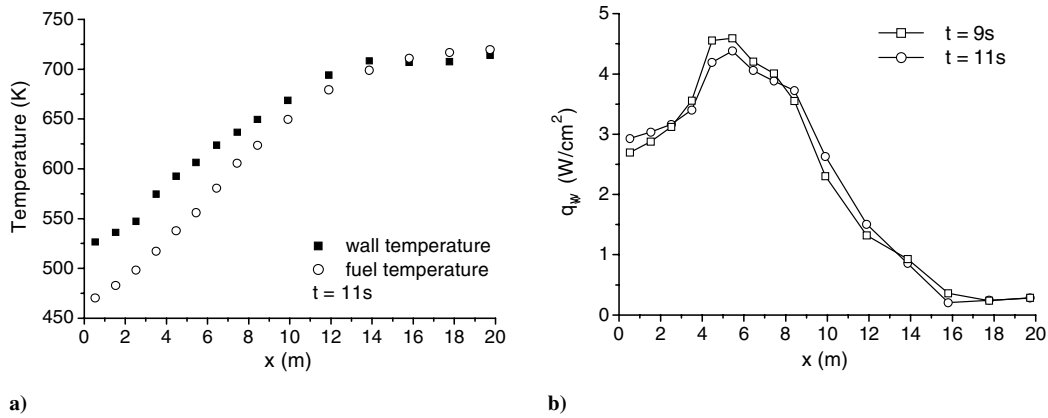 Temperature (K)
750
700
650
600
550
500
450
0 2 4 6 8 10 12 14 16 18 20
x (m)
wall temperature
fuel temperature
t = 11s
a)
q_w (W/cm²)
5
4
3
2
1
0
0 2 4 6 8 10 12 14 16 18 20
x (m)
t = 9s
t = 11s
b)